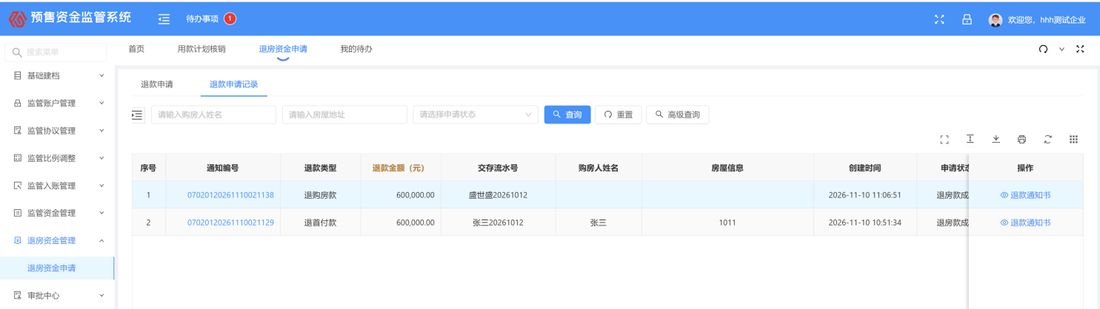 预售资金监管系统
待办事项 1
欢迎您，hhh测试企业
搜索菜单
首页 用款计划核销 退房资金申请 我的待办
基础建档
监管账户管理
监管协议管理
监管比例调整
监管入账管理
监管资金管理
退房资金管理
退房资金申请
审批中心
退款申请 退款申请记录
请输入购房人姓名 请输入房屋地址 请选择申请状态 查询 重置 高级查询
序号 通知编号 退款类型 退款金额（元） 交存流水号 购房人姓名 房屋信息 创建时间 申请状态 操作
1 07020120261110021138 退购房款 600,000.00 盛世盛20261012 2026-11-10 11:06:51 退房款成 退款通知书
2 07020120261110021129 退首付款 600,000.00 张三20261012 张三 1011 2026-11-10 10:51:34 退房款成 退款通知书